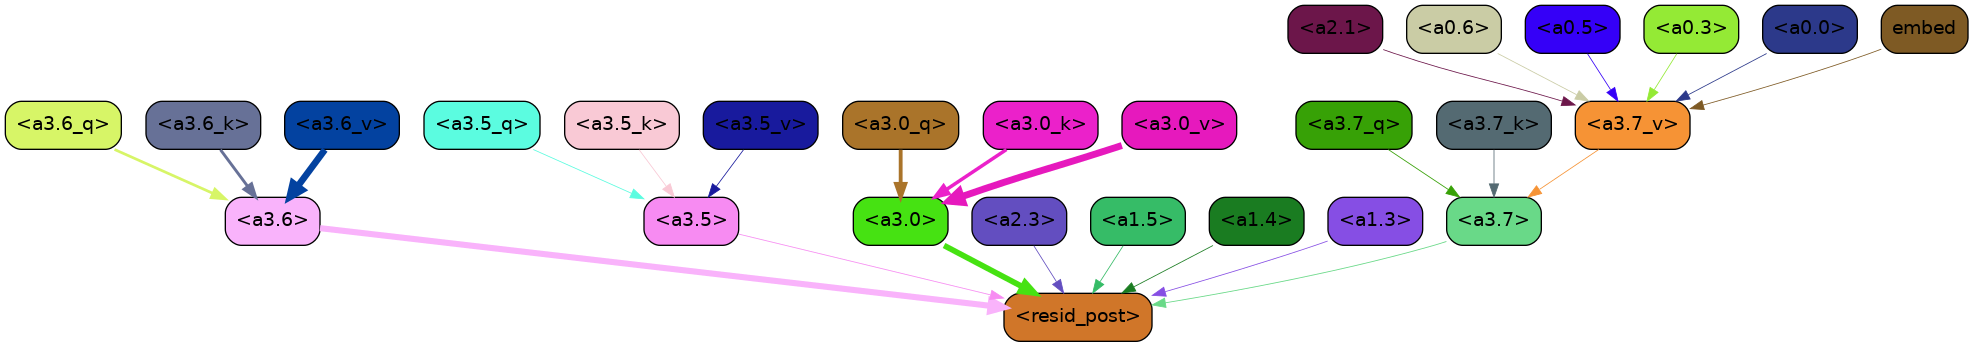 <a2.1> <a0.6> <a0.5> <a0.3> <a0.0> embed
<a3.6_q> <a3.6_k> <a3.6_v> <a3.5_q> <a3.5_k> <a3.5_v> <a3.0_q> <a3.0_k> <a3.0_v> <a3.7_q> <a3.7_k> <a3.7_v>
<a3.6> <a3.5> <a3.0> <a2.3> <a1.5> <a1.4> <a1.3> <a3.7>
<resid_post>